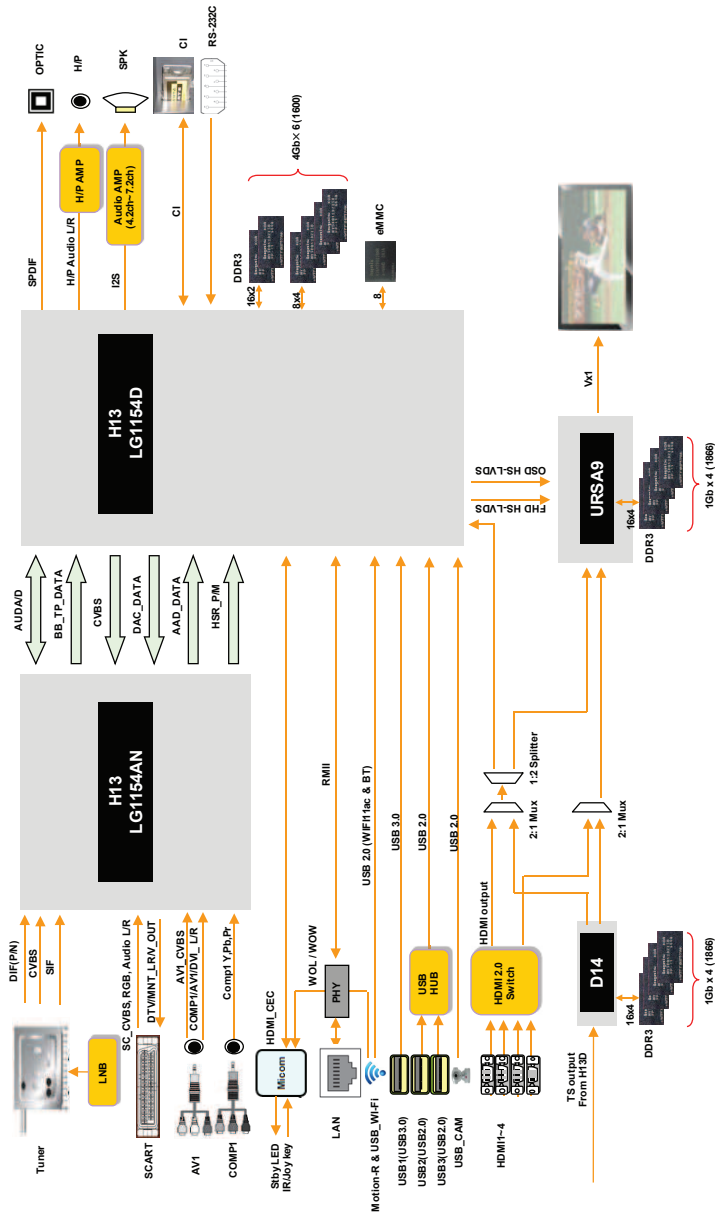 Tuner
LNB
SCART
AV1
COMP1
Stby LED
IR/Joy key
Micom
LAN
PHY
Motion-R & USB_WI-Fi
USB1(USB3.0)
USB2(USB2.0)
USB3(USB2.0)
USB_CAM
HDMI1~4
TS output
From H13D
DIF(P/N)
CVBS
SIF
SC_CVBS, RGB, Audio L/R
DTV/MNT_LR/V_OUT
AV1_CVBS
COMP1/AV1/DVI_ L/R
Comp1 Y,Pb,Pr
HDMI_CEC
WOL / WOW
USB
HUB
HDMI 2.0
Switch
D14
16x4
DDR3
1Gb x 4 (1866)
H13
LG1154AN
RMII
USB 2.0 (WIFI11ac & BT)
USB 3.0
USB 2.0
USB 2.0
HDMI output
2:1 Mux
1:2 Splitter
2:1 Mux
AUDA/D
BB_TP_DATA
CVBS
DAC_DATA
AAD_DATA
HSR_P/M
H13
LG1154D
FHD HS-LVDS
OSD HS-LVDS
URSA9
16x4
DDR3
1Gb x 4 (1866)
Vx1
SPDIF
H/P Audio L/R
I2S
H/P AMP
Audio AMP
(4.2ch~7.2ch)
OPTIC
H/P
SPK
CI
RS-232C
CI
DDR3
16x2
8x4
4Gb× 6 (1600)
eMMC
8